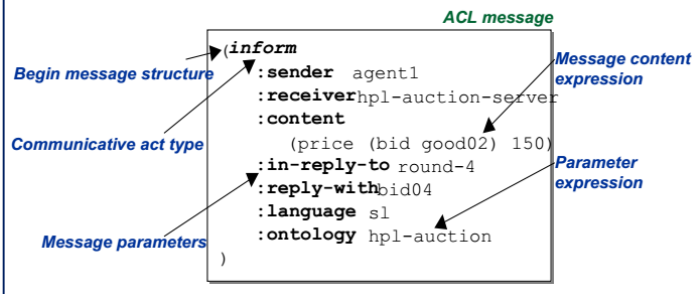 ACL message
(inform
Begin message structure
:sender agent1
Message content
expression
:receiver hpl-auction-server
:content
Communicative act type
(price (bid good02) 150)
:in-reply-to round-4
Parameter
expression
:reply-with bid04
:language sl
Message parameters
:ontology hpl-auction
)